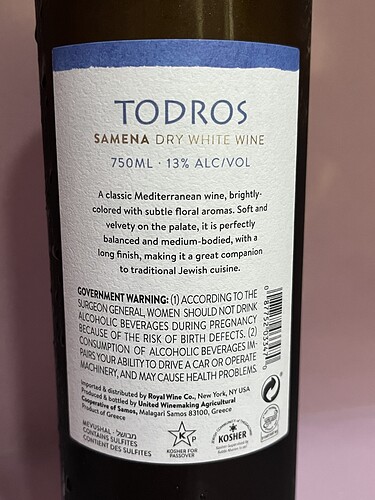 TODROS
SAMENA DRY WHITE WINE
750ML · 13% ALC/VOL
A classic Mediterranean wine, brightly-
colored with subtle floral aromas. Soft and
velvety on the palate, it is perfectly
balanced and medium-bodied, with a
long finish, making it a great companion
to traditional Jewish cuisine.
GOVERNMENT WARNING: (1) ACCORDING TO THE
SURGEON GENERAL, WOMEN SHOULD NOT DRINK
ALCOHOLIC BEVERAGES DURING PREGNANCY
BECAUSE OF THE RISK OF BIRTH DEFECTS. (2)
CONSUMPTION OF ALCOHOLIC BEVERAGES IM-
PAIRS YOUR ABILITY TO DRIVE A CAR OR OPERATE
MACHINERY, AND MAY CAUSE HEALTH PROBLEMS.
Imported & distributed by Royal Wine Co., New York, NY USA
Produced & bottled by United Winemaking Agricultural
Cooperative of Samos, Malagari Samos 83100, Greece
Product of Greece
MEVUSHAL · מבושל
CONTAINS SULFITES
CONTIENT DES SULFITES
K P
KOSHER FOR
PASSOVER
KOSHER